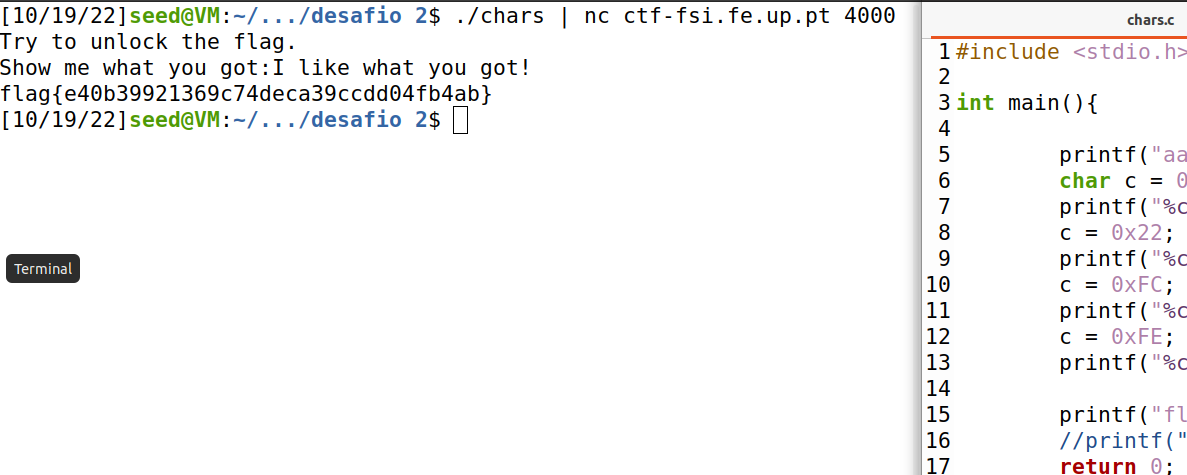 [10/19/22]seed@VM:~/.../desafio 2$ ./chars | nc ctf-fsi.fe.up.pt 4000
Try to unlock the flag.
Show me what you got:I like what you got!
flag{e40b39921369c74deca39ccdd04fb4ab}
[10/19/22]seed@VM:~/.../desafio 2$
Terminal
chars.c
1 #include <stdio.h>
2
3 int main(){
4
5 printf("aa
6 char c = 0
7 printf("%c
8 c = 0x22;
9 printf("%c
10 c = 0xFC;
11 printf("%c
12 c = 0xFE;
13 printf("%c
14
15 printf("fl
16 //printf("
17 return 0;